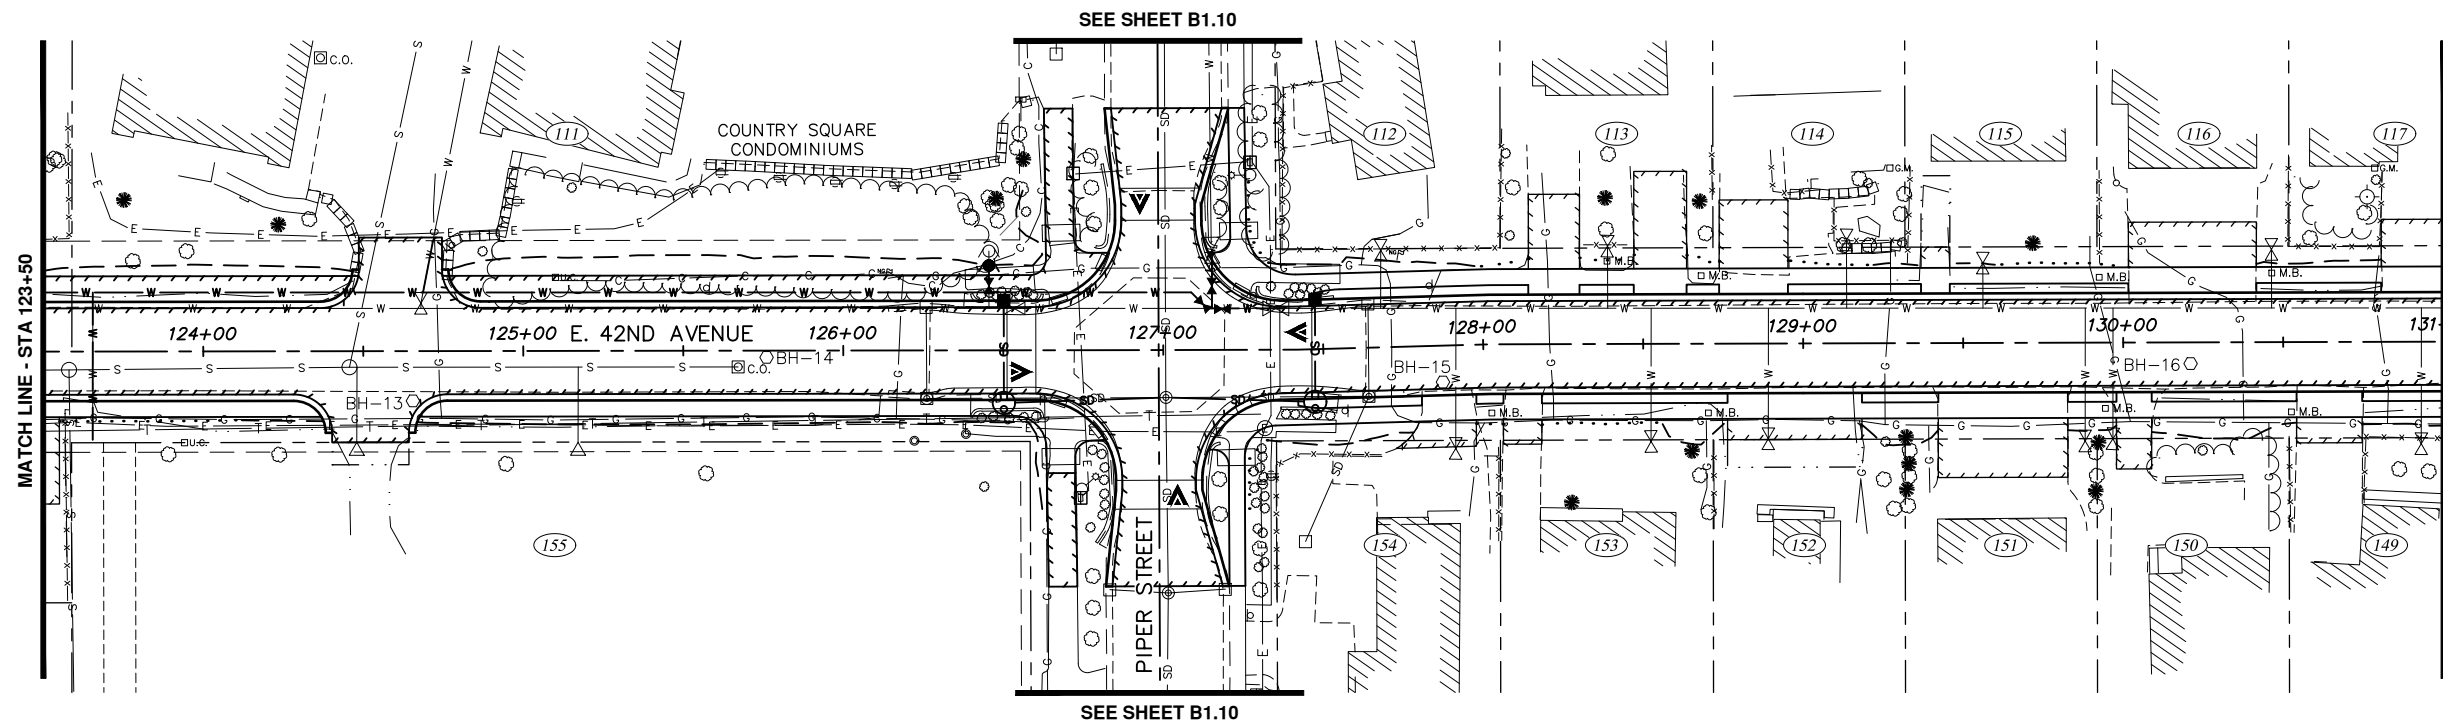 SEE SHEET B1.10
C.O.
COUNTRY SQUARE
CONDOMINIUMS
111
112
113
114
115
116
117
G.M.
G.M.
M.B.
M.B.
M.B.
M.B.
U.C.
MATCH LINE - STA 123+50
124+00
125+00
E. 42ND AVENUE
126+00
127+00
128+00
129+00
130+00
131+
BH-14
C.O.
BH-15
BH-16
BH-13
M.B.
M.B.
M.B.
M.B.
U.C.
155
PIPER STREET
154
153
152
151
150
149
SEE SHEET B1.10